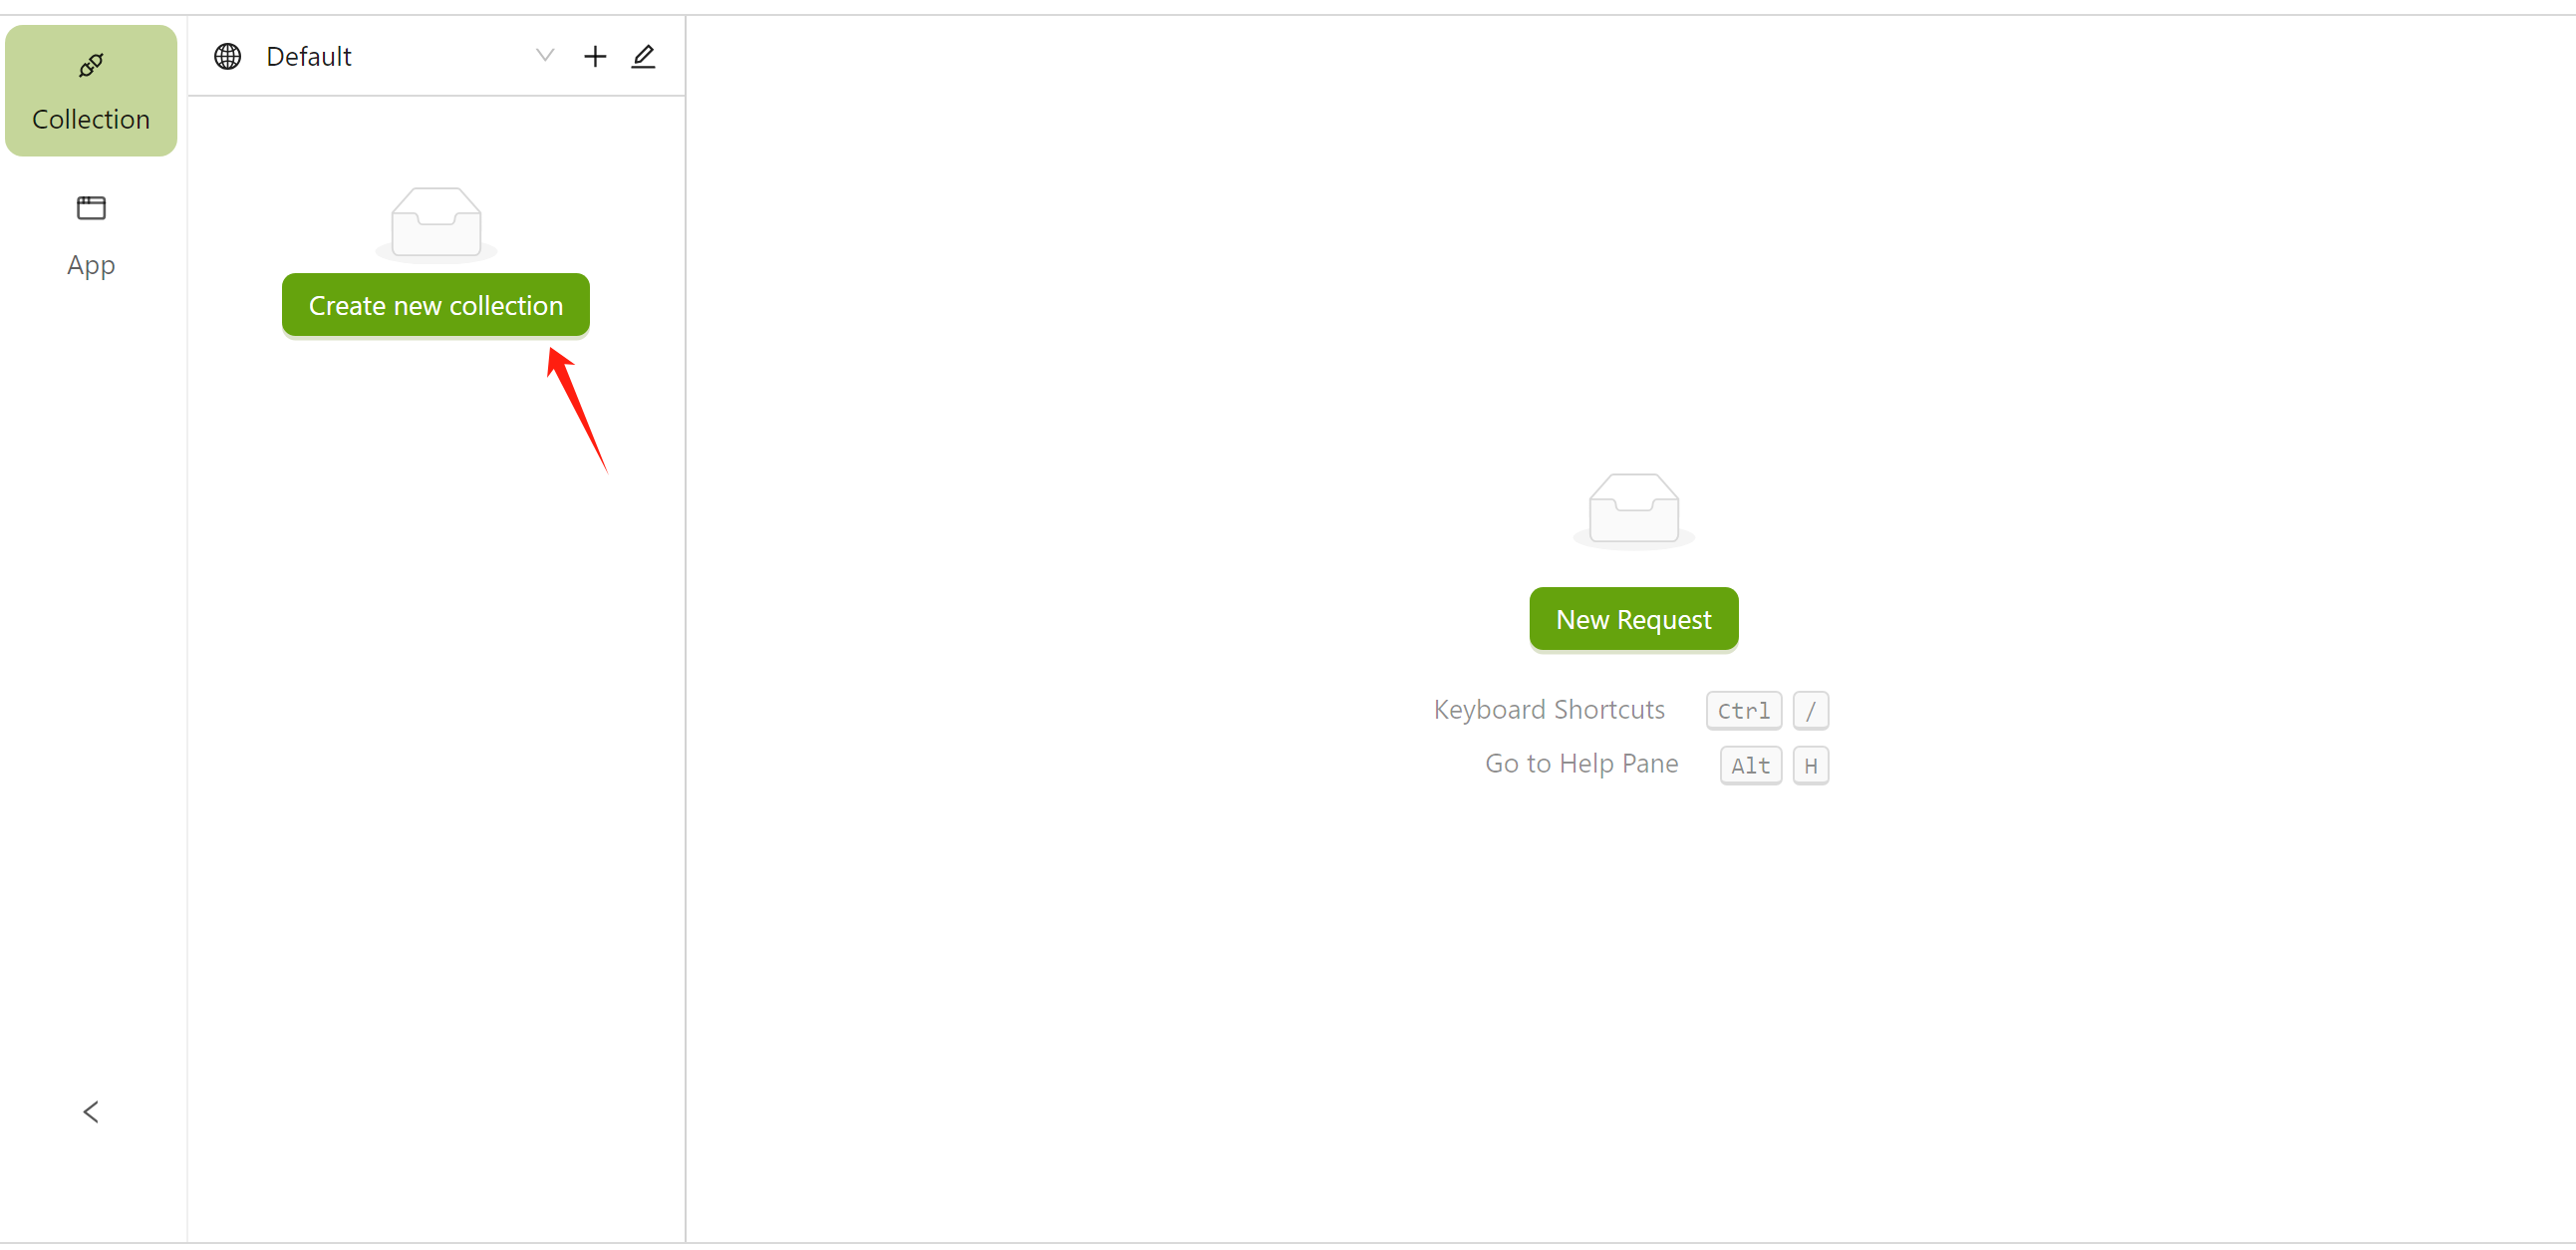 Collection
App
Default
Create new collection
New Request
Keyboard Shortcuts Ctrl /
Go to Help Pane Alt H